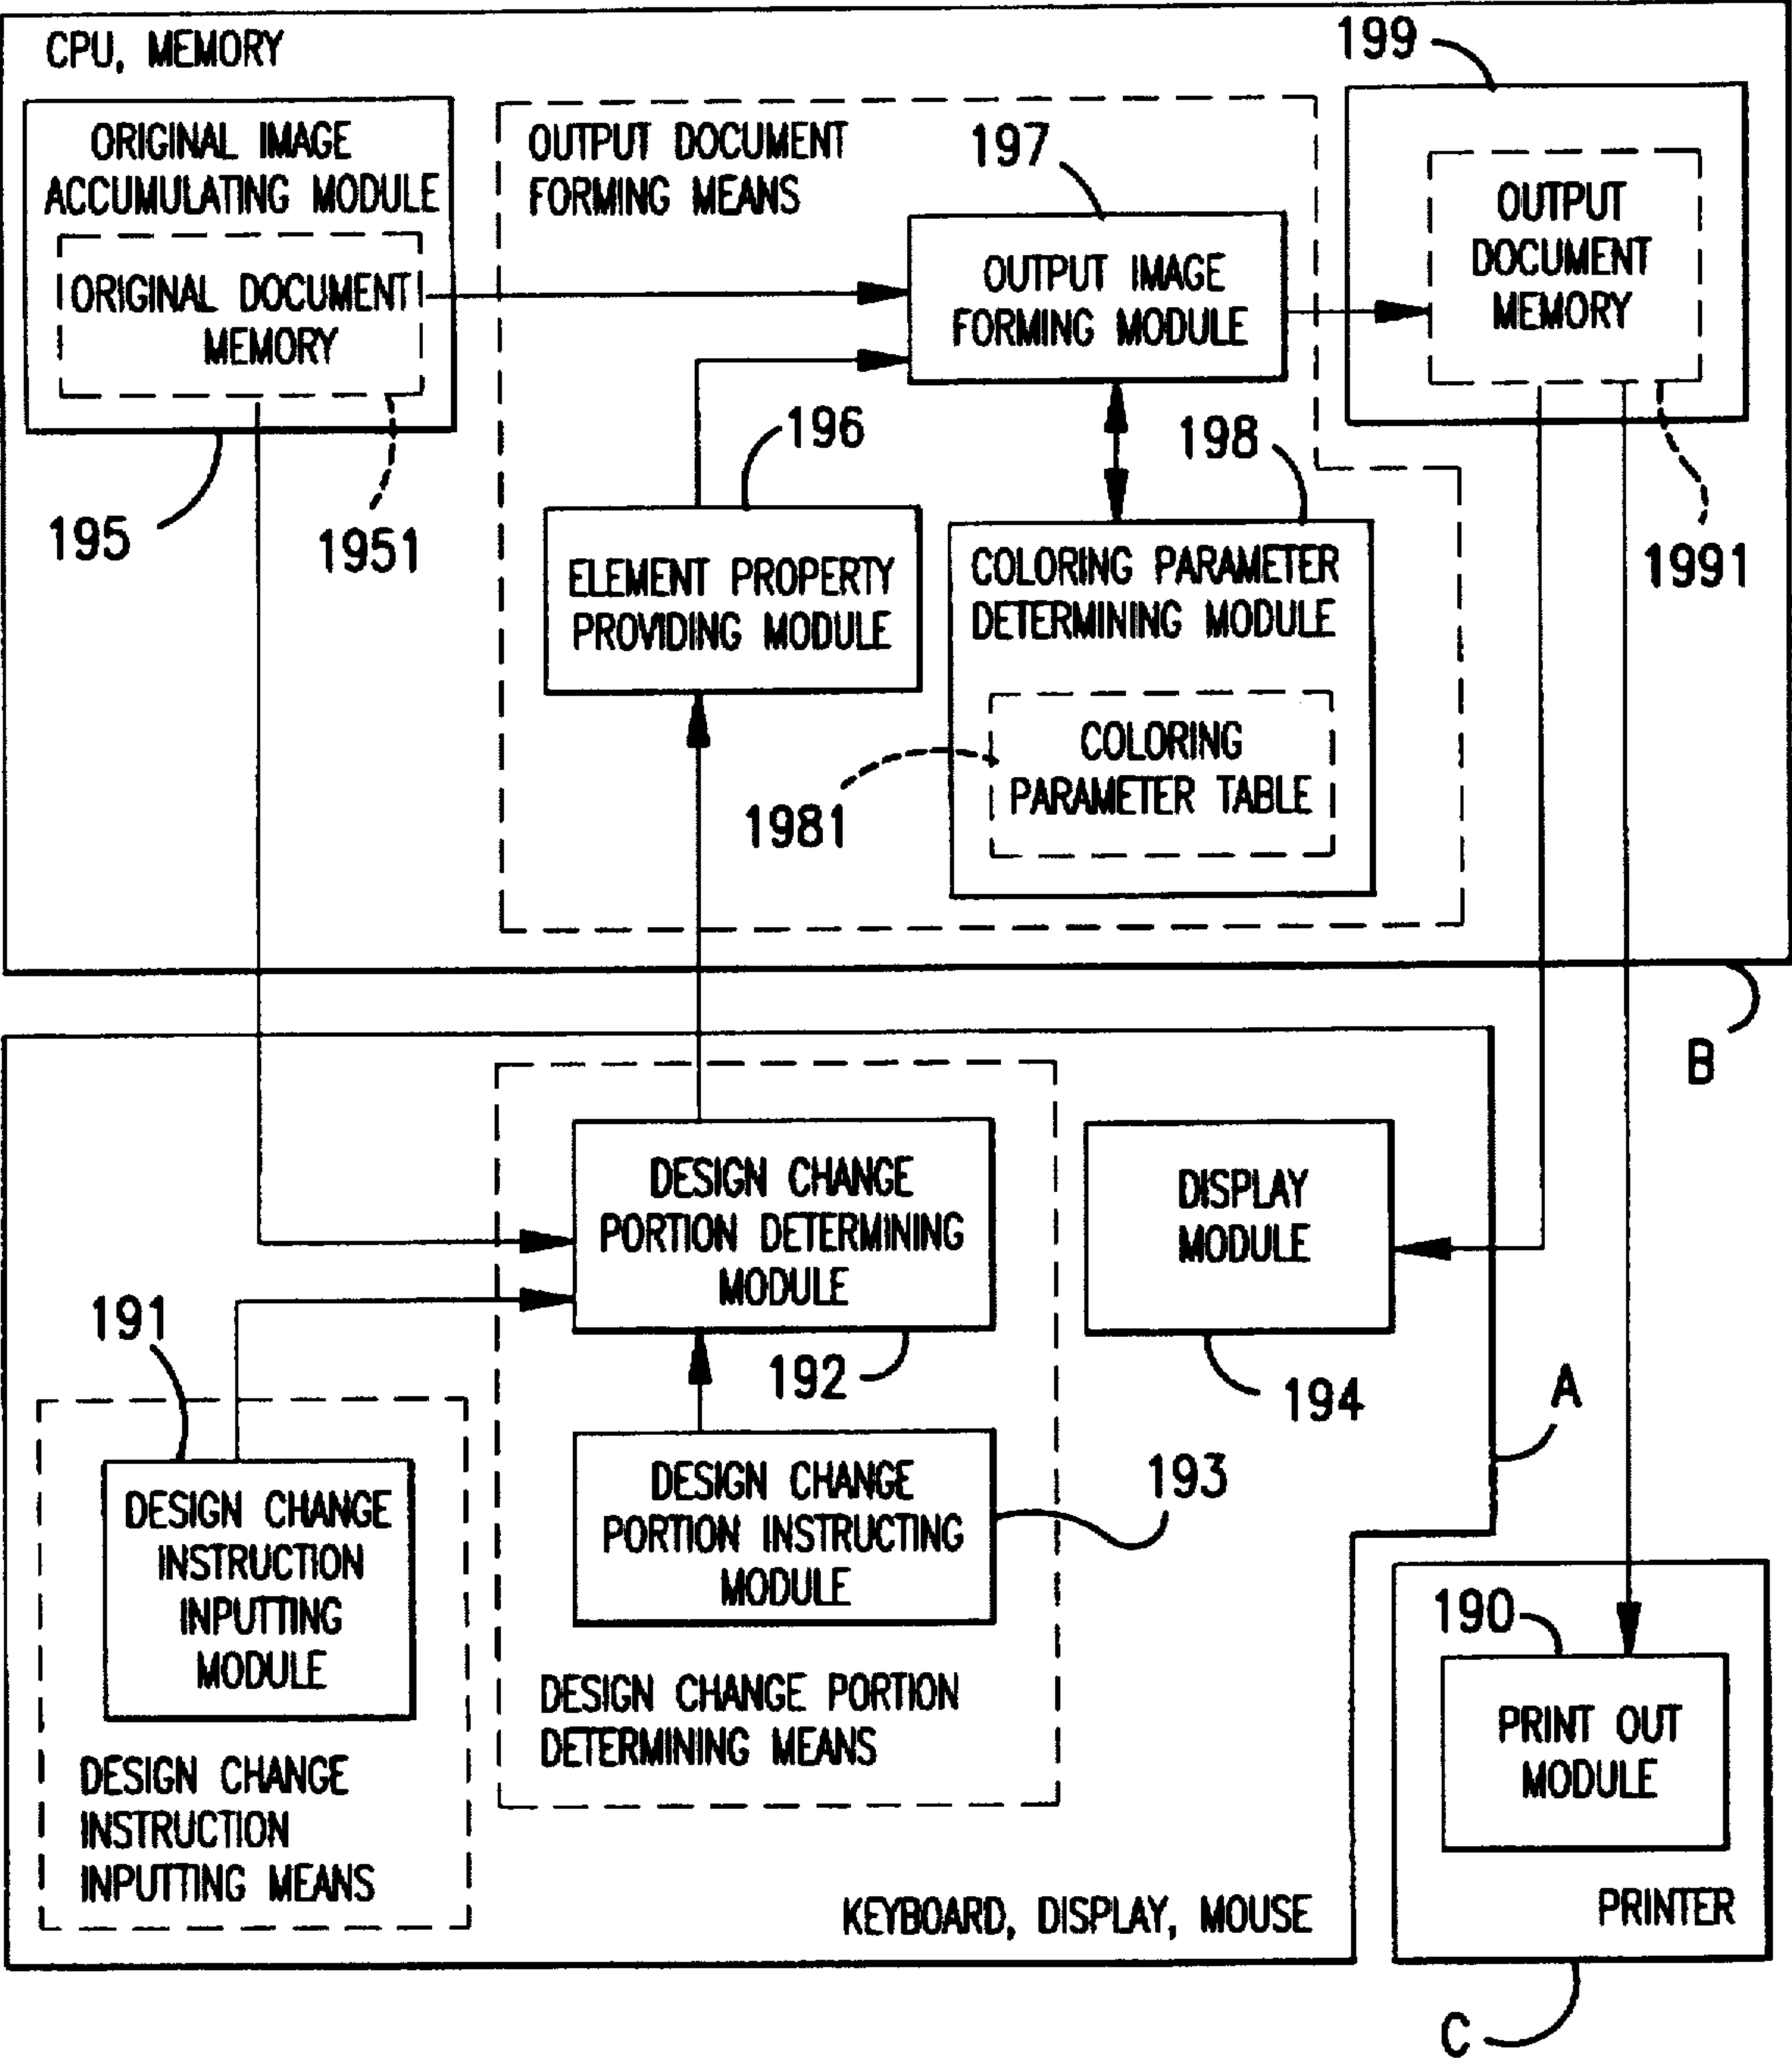 CPU, MEMORY
199
ORIGINAL IMAGE
ACCUMULATING MODULE
ORIGINAL DOCUMENT
MEMORY
195
1951
OUTPUT DOCUMENT
FORMING MEANS
197
OUTPUT IMAGE
FORMING MODULE
OUTPUT
DOCUMENT
MEMORY
1991
196
ELEMENT PROPERTY
PROVIDING MODULE
198
COLORING PARAMETER
DETERMINING MODULE
COLORING
PARAMETER TABLE
1981
B
DESIGN CHANGE
PORTION DETERMINING
MODULE
192
DISPLAY
MODULE
194
A
191
DESIGN CHANGE
INSTRUCTION
INPUTTING
MODULE
DESIGN CHANGE
INSTRUCTION
INPUTTING MEANS
DESIGN CHANGE
PORTION INSTRUCTING
MODULE
193
DESIGN CHANGE PORTION
DETERMINING MEANS
KEYBOARD, DISPLAY, MOUSE
190
PRINT OUT
MODULE
PRINTER
C